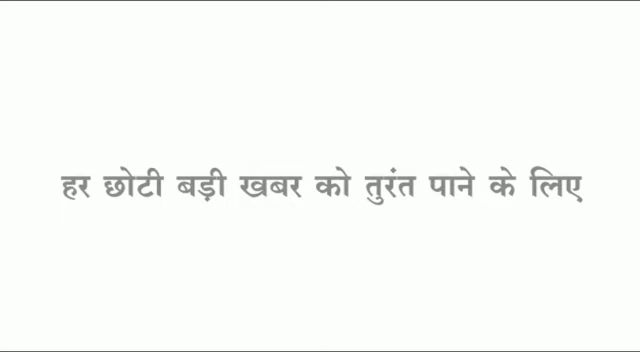 हर छोटी बड़ी खबर को तुरंत पाने के लिए